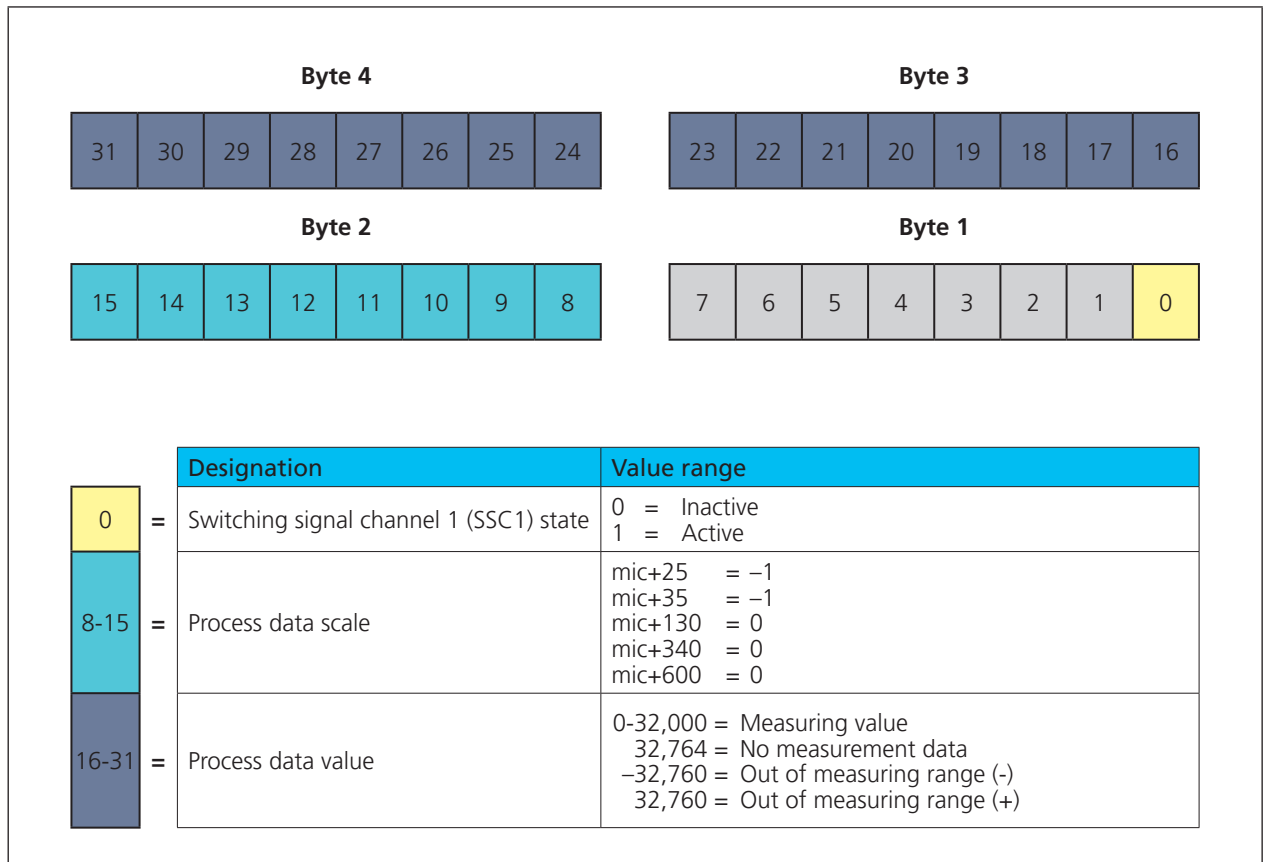 Byte 4 Byte 3
31 30 29 28 27 26 25 24 23 22 21 20 19 18 17 16
Byte 2 Byte 1
15 14 13 12 11 10 9 8 7 6 5 4 3 2 1 0
Designation Value range
0 = Switching signal channel 1 (SSC1) state 0 = Inactive
1 = Active
8-15 = Process data scale mic+25 = –1
mic+35 = –1
mic+130 = 0
mic+340 = 0
mic+600 = 0
16-31 = Process data value 0-32,000 = Measuring value
32,764 = No measurement data
–32,760 = Out of measuring range (-)
32,760 = Out of measuring range (+)